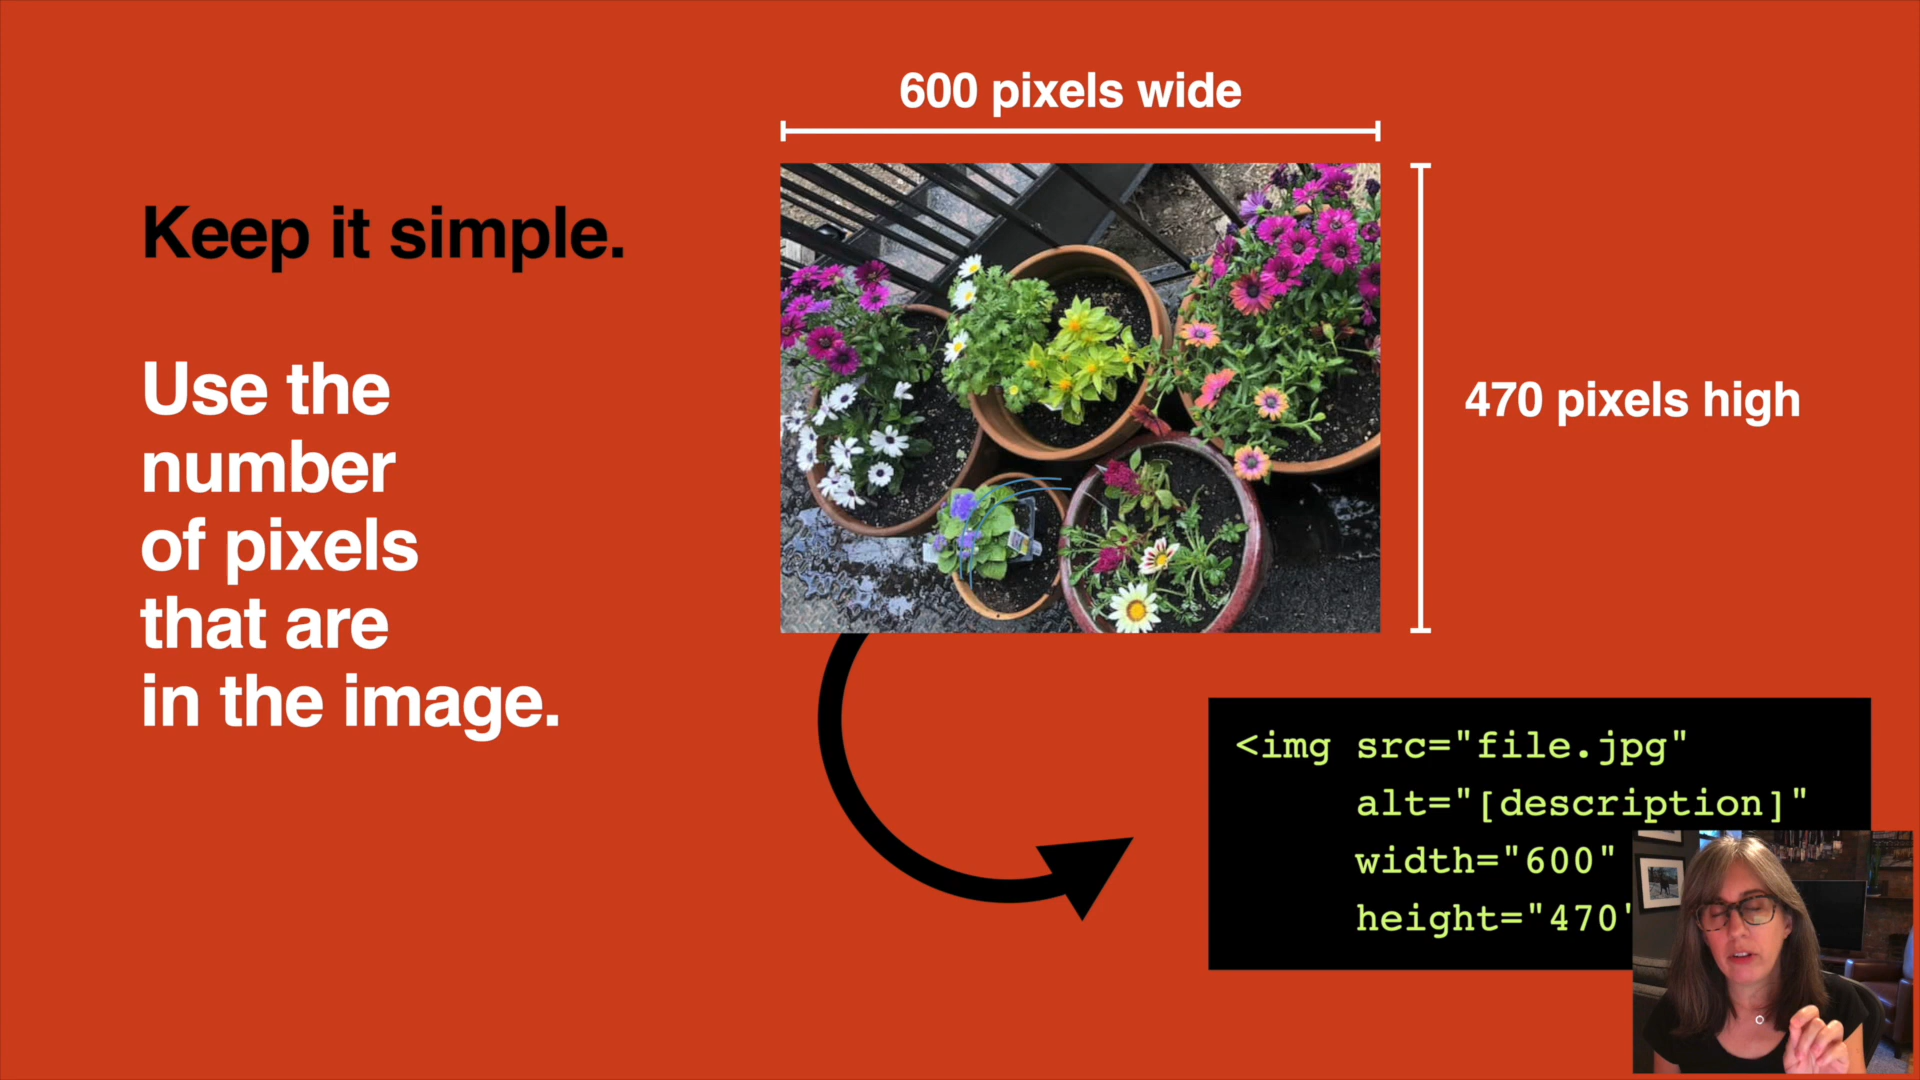 600 pixels wide
Keep it simple.
Use the
number
of pixels
that are
in the image.
470 pixels high
<img src="file.jpg"
alt="[description]"
width="600"
height="470"